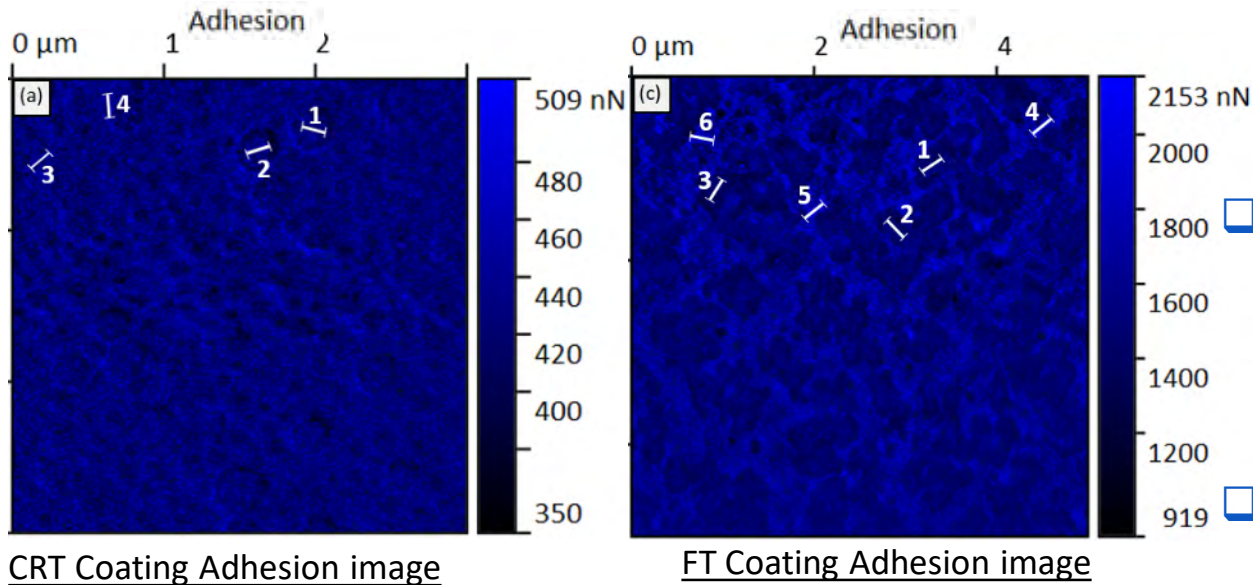 Adhesion
0 µm 1 2
(a)
4
1
2
3
509 nN
480
460
440
420
400
350
CRT Coating Adhesion image
Adhesion
0 µm 2 4
(c)
6
4
1
3
5
2
2153 nN
2000
1800
1600
1400
1200
919
FT Coating Adhesion image